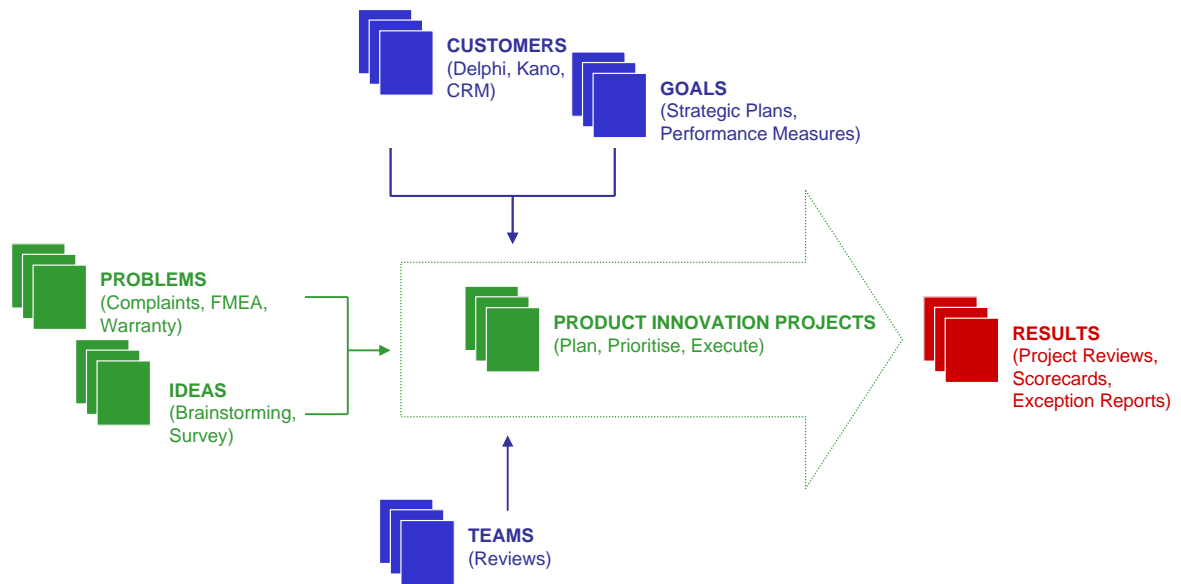 CUSTOMERS
(Delphi, Kano,
CRM)
GOALS
(Strategic Plans,
Performance Measures)
PROBLEMS
(Complaints, FMEA,
Warranty)
IDEAS
(Brainstorming,
Survey)
PRODUCT INNOVATION PROJECTS
(Plan, Prioritise, Execute)
RESULTS
(Project Reviews,
Scorecards,
Exception Reports)
TEAMS
(Reviews)